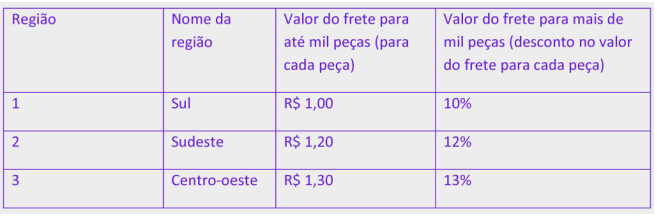 Região
Nome da
região
Valor do frete para
até mil peças (para
cada peça)
Valor do frete para mais de
mil peças (desconto no valor
do frete para cada peça)
1 Sul R$ 1,00 10%
2 Sudeste R$ 1,20 12%
3 Centro-oeste R$ 1,30 13%